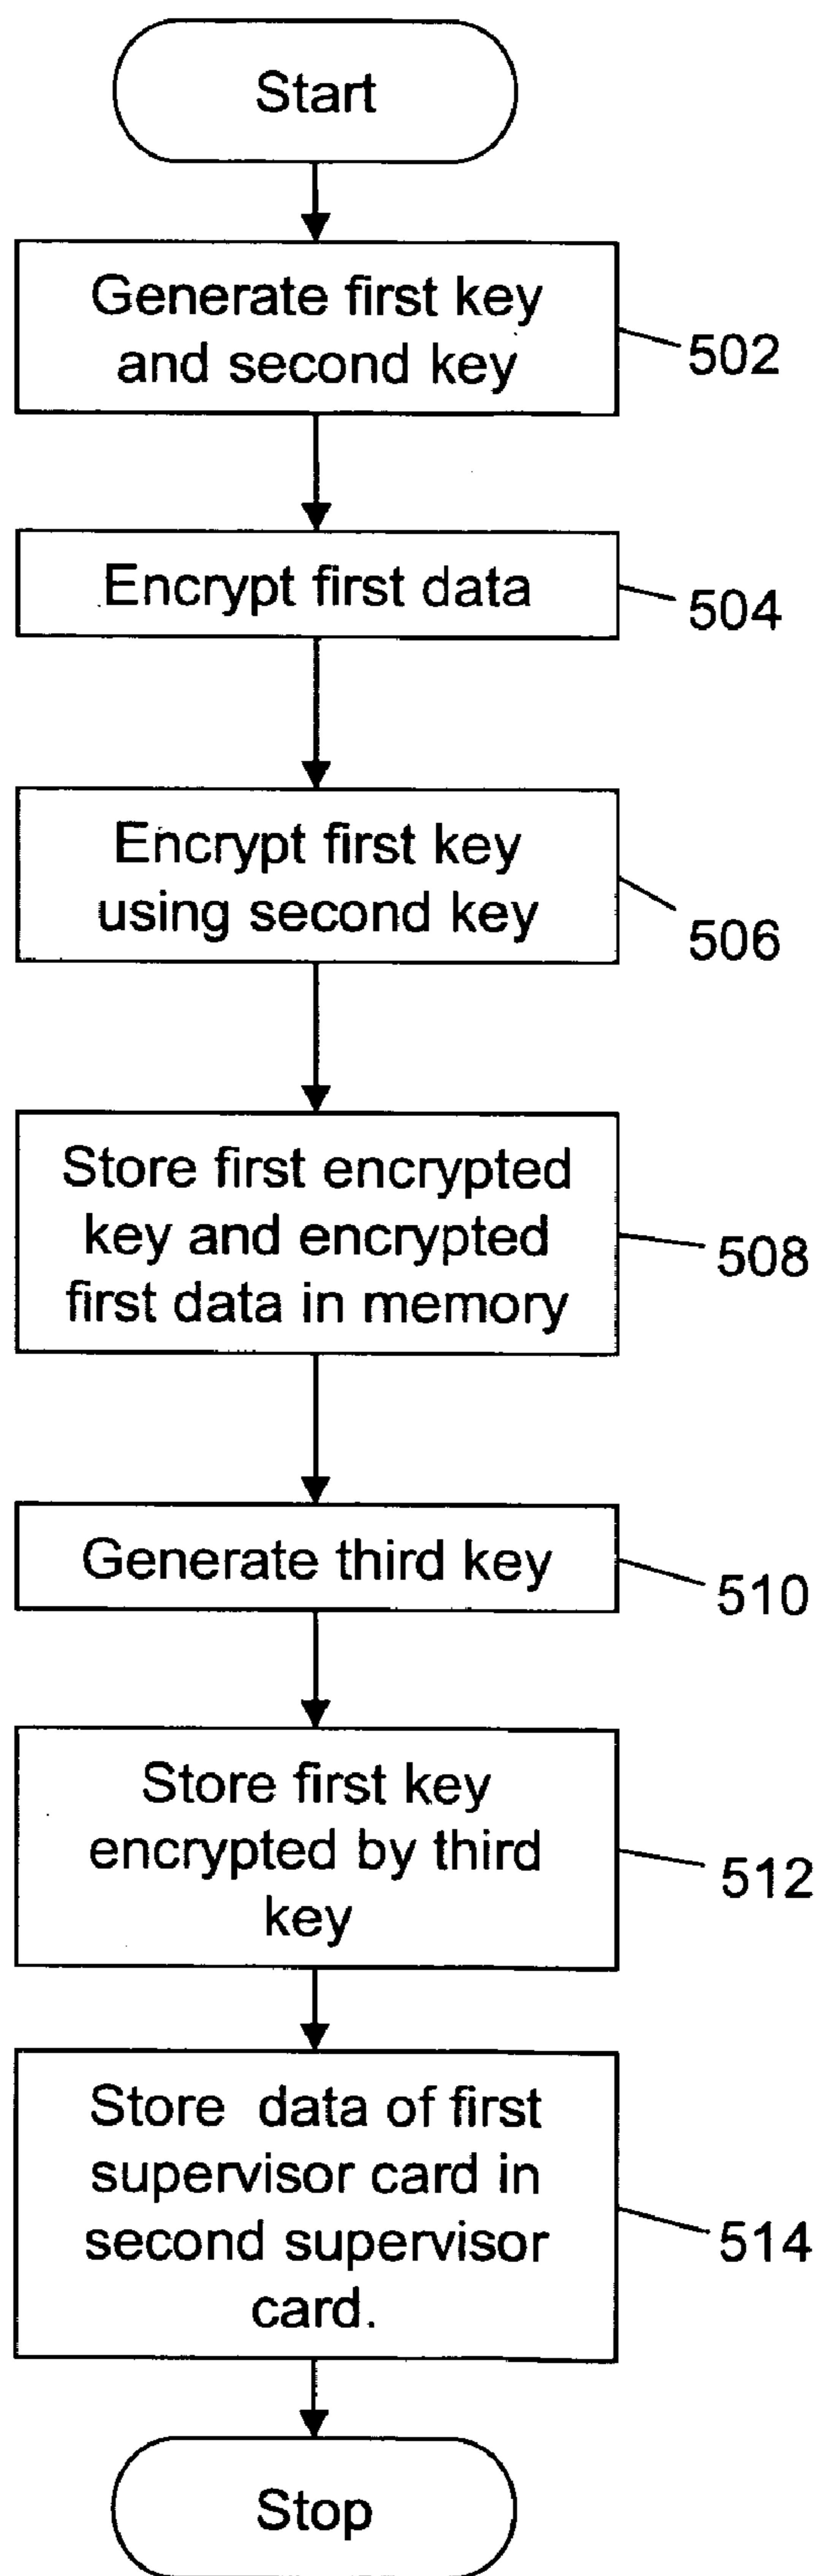 Start
Generate first key
and second key
502
Encrypt first data
504
Encrypt first key
using second key
506
Store first encrypted
key and encrypted
first data in memory
508
Generate third key
510
Store first key
encrypted by third
key
512
Store data of first
supervisor card in
second supervisor
card.
514
Stop